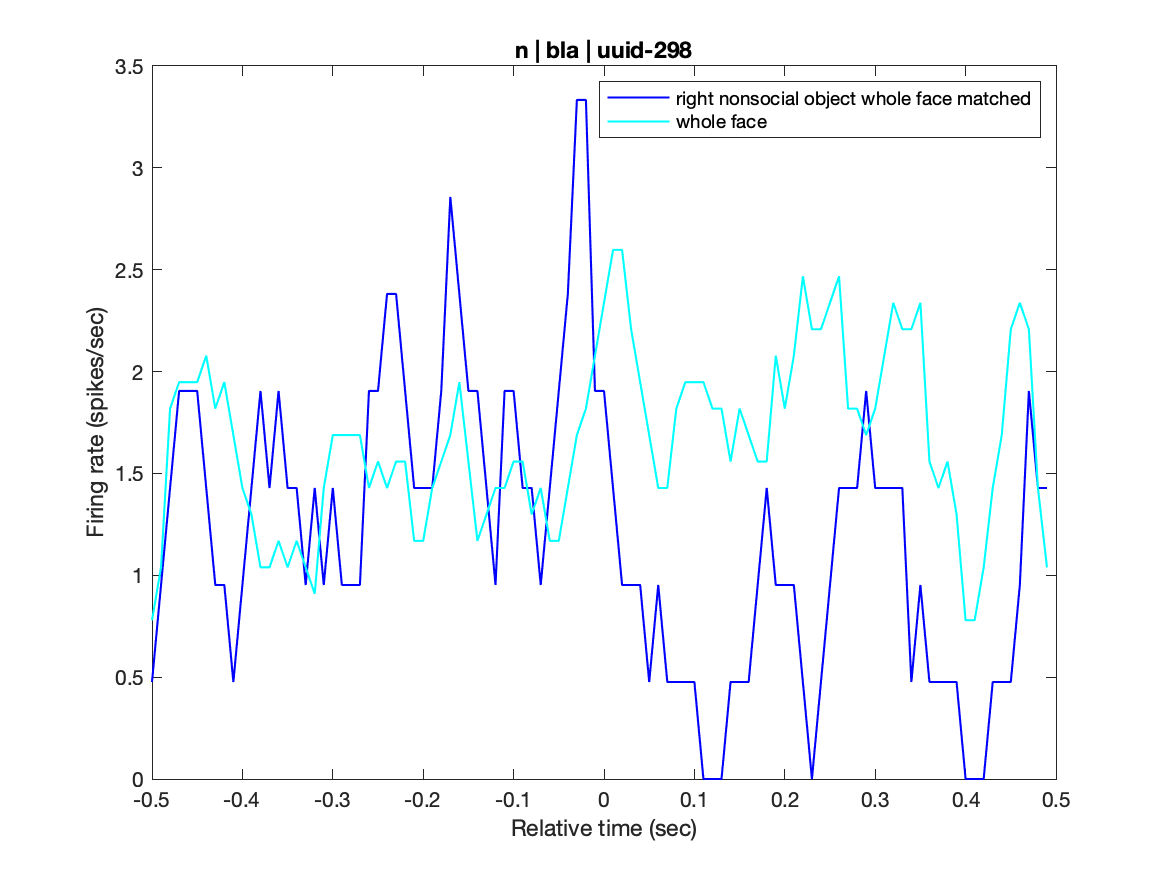 n | bla | uuid-298
3.5
3
2.5
2
1.5
1
0.5
0
Firing rate (spikes/sec)
right nonsocial object whole face matched
whole face
-0.5 -0.4 -0.3 -0.2 -0.1 0 0.1 0.2 0.3 0.4 0.5
Relative time (sec)